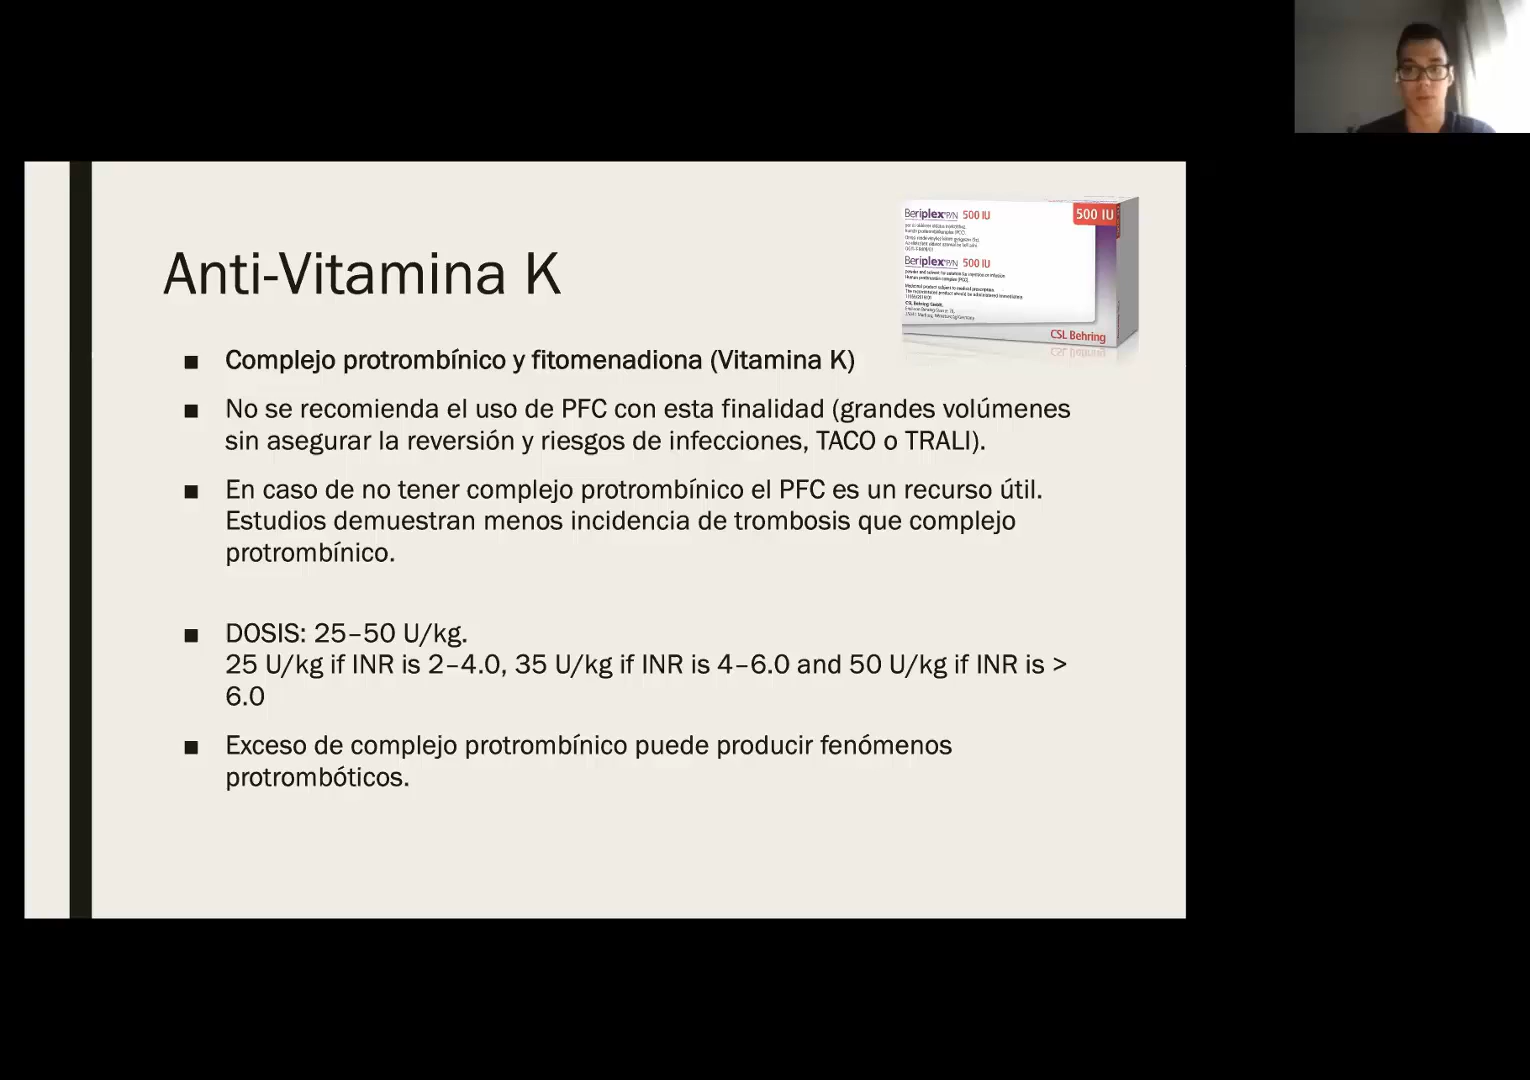 Anti-Vitamina K
Beriplex P/N 500 IU
500 IU
Beriplex P/N 500 IU
CSL Behring
■ Complejo protrombínico y fitomenadiona (Vitamina K)
■ No se recomienda el uso de PFC con esta finalidad (grandes volúmenes
sin asegurar la reversión y riesgos de infecciones, TACO o TRALI).
■ En caso de no tener complejo protrombínico el PFC es un recurso útil.
Estudios demuestran menos incidencia de trombosis que complejo
protrombínico.
■ DOSIS: 25–50 U/kg.
25 U/kg if INR is 2–4.0, 35 U/kg if INR is 4–6.0 and 50 U/kg if INR is >
6.0
■ Exceso de complejo protrombínico puede producir fenómenos
protrombóticos.